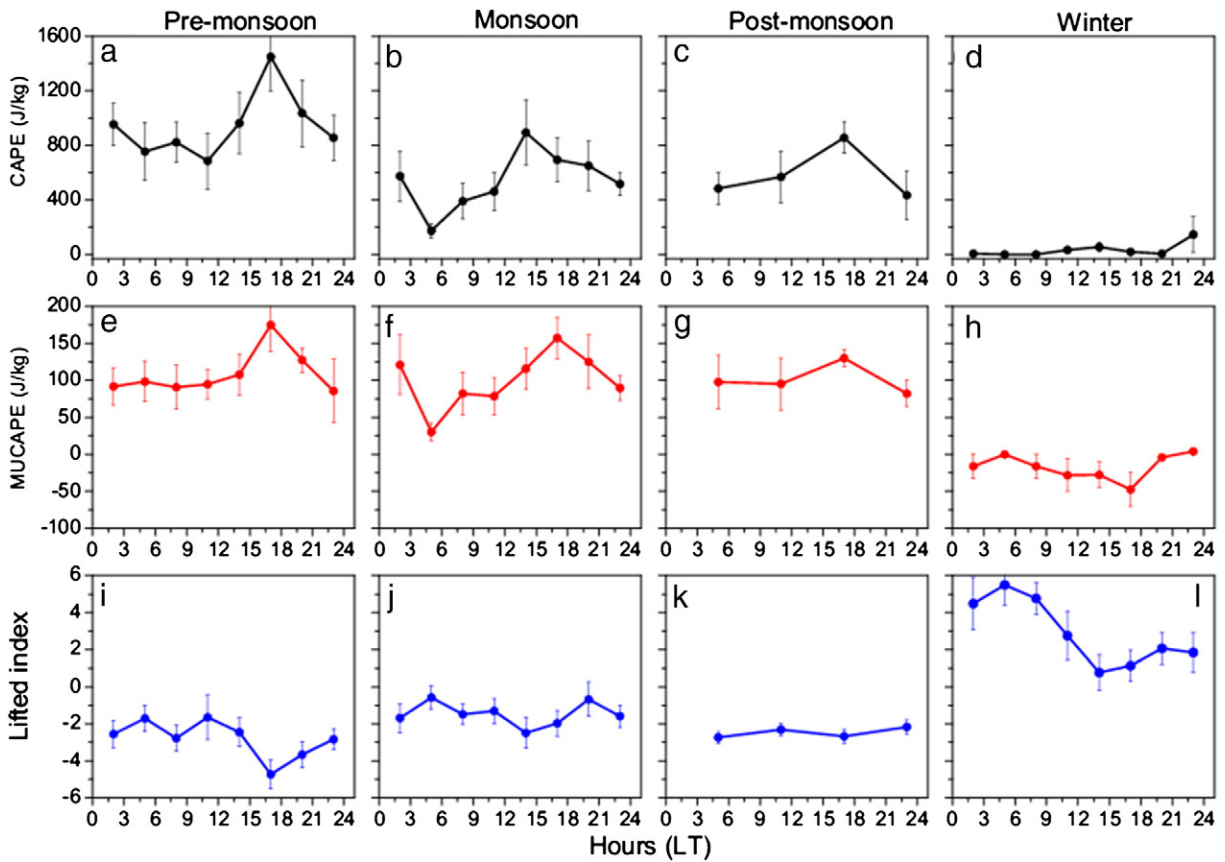 Pre-monsoon Monsoon Post-monsoon Winter
a b c d
CAPE (J/kg)
1600
1200
800
400
0
0 3 6 9 12 15 18 21 24 0 3 6 9 12 15 18 21 24 0 3 6 9 12 15 18 21 24 0 3 6 9 12 15 18 21 24
e f g h
MUCAPE (J/kg)
200
150
100
50
0
-50
-100
0 3 6 9 12 15 18 21 24 0 3 6 9 12 15 18 21 24 0 3 6 9 12 15 18 21 24 0 3 6 9 12 15 18 21 24
i j k l
Lifted index
6
4
2
0
-2
-4
-6
0 3 6 9 12 15 18 21 24 0 3 6 9 12 15 18 21 24 0 3 6 9 12 15 18 21 24 0 3 6 9 12 15 18 21 24
Hours (LT)